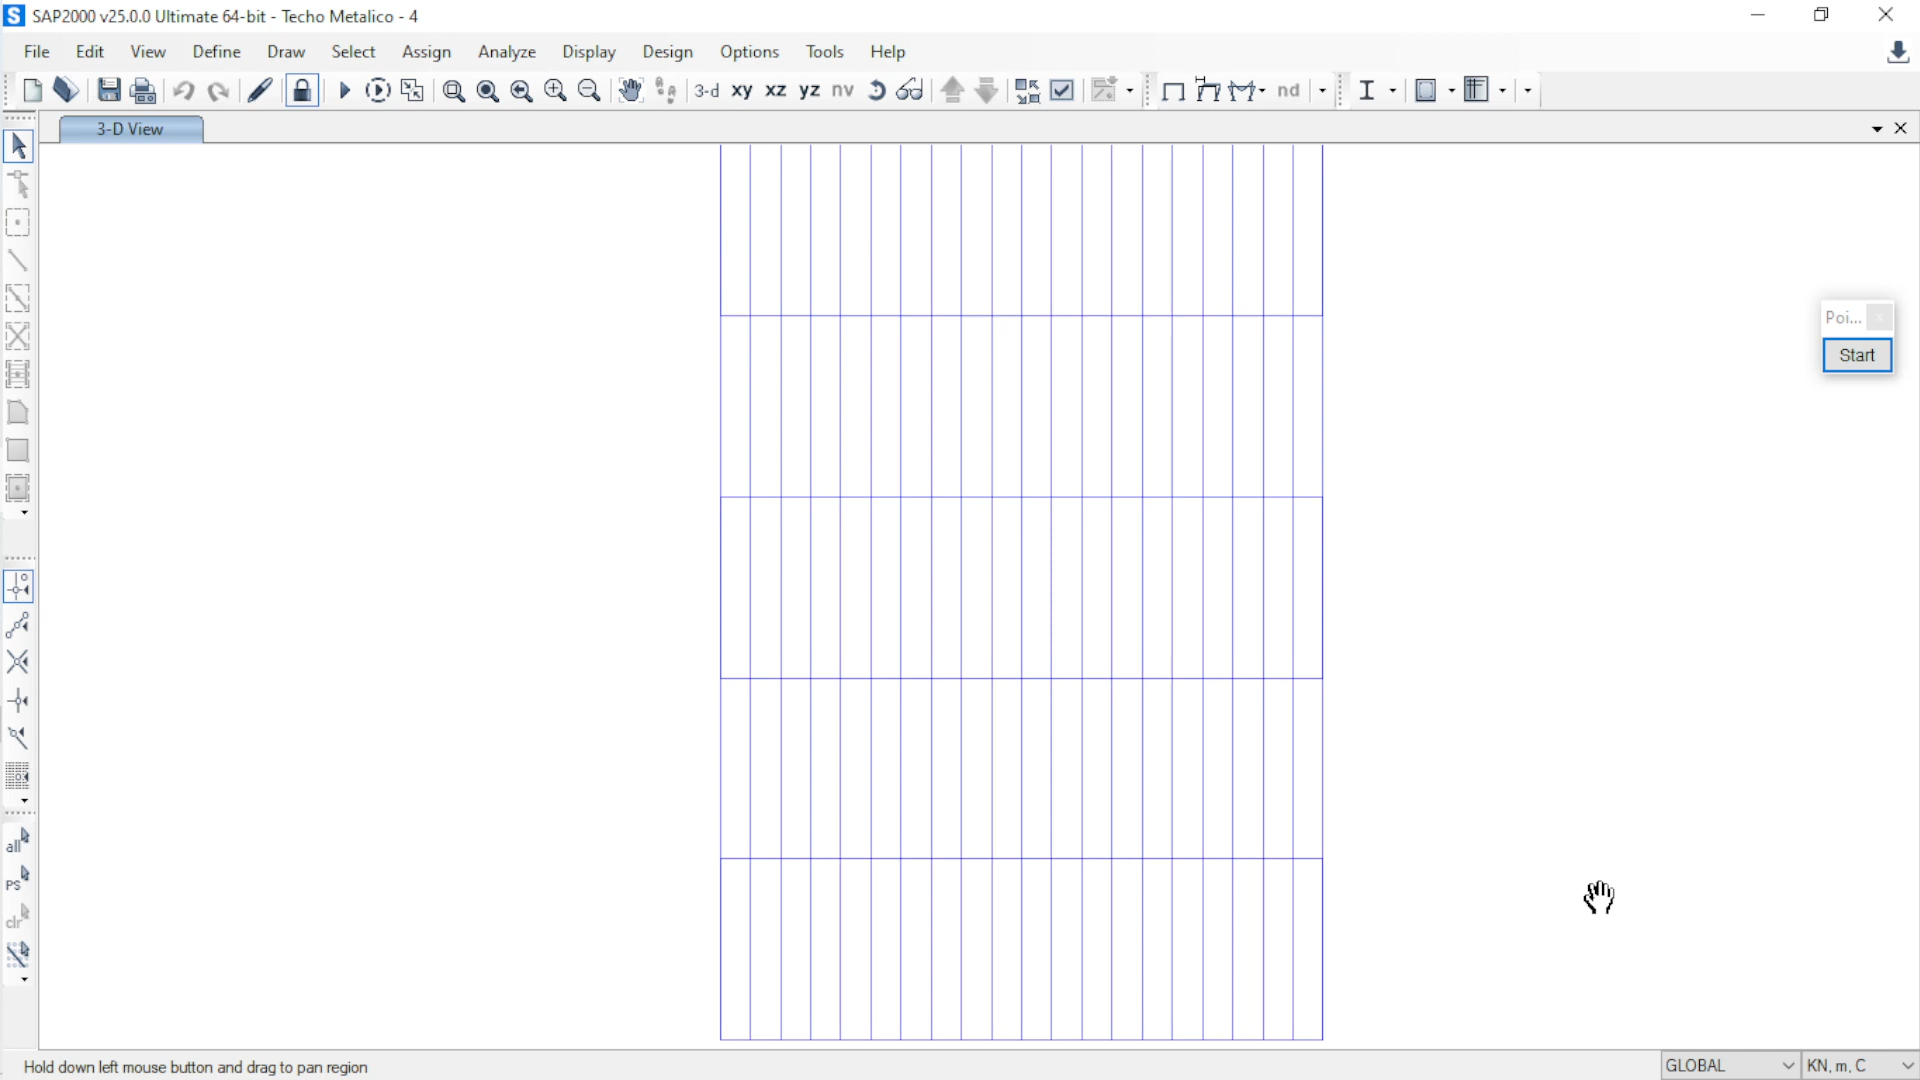 SAP2000 v25.0.0 Ultimate 64-bit - Techo Metalico - 4
File Edit View Define Draw Select Assign Analyze Display Design Options Tools Help
3-d xy xz yz nv nd
3-D View
Poi...
Start
all
PS
clr
Hold down left mouse button and drag to pan region
GLOBAL
KN, m, C